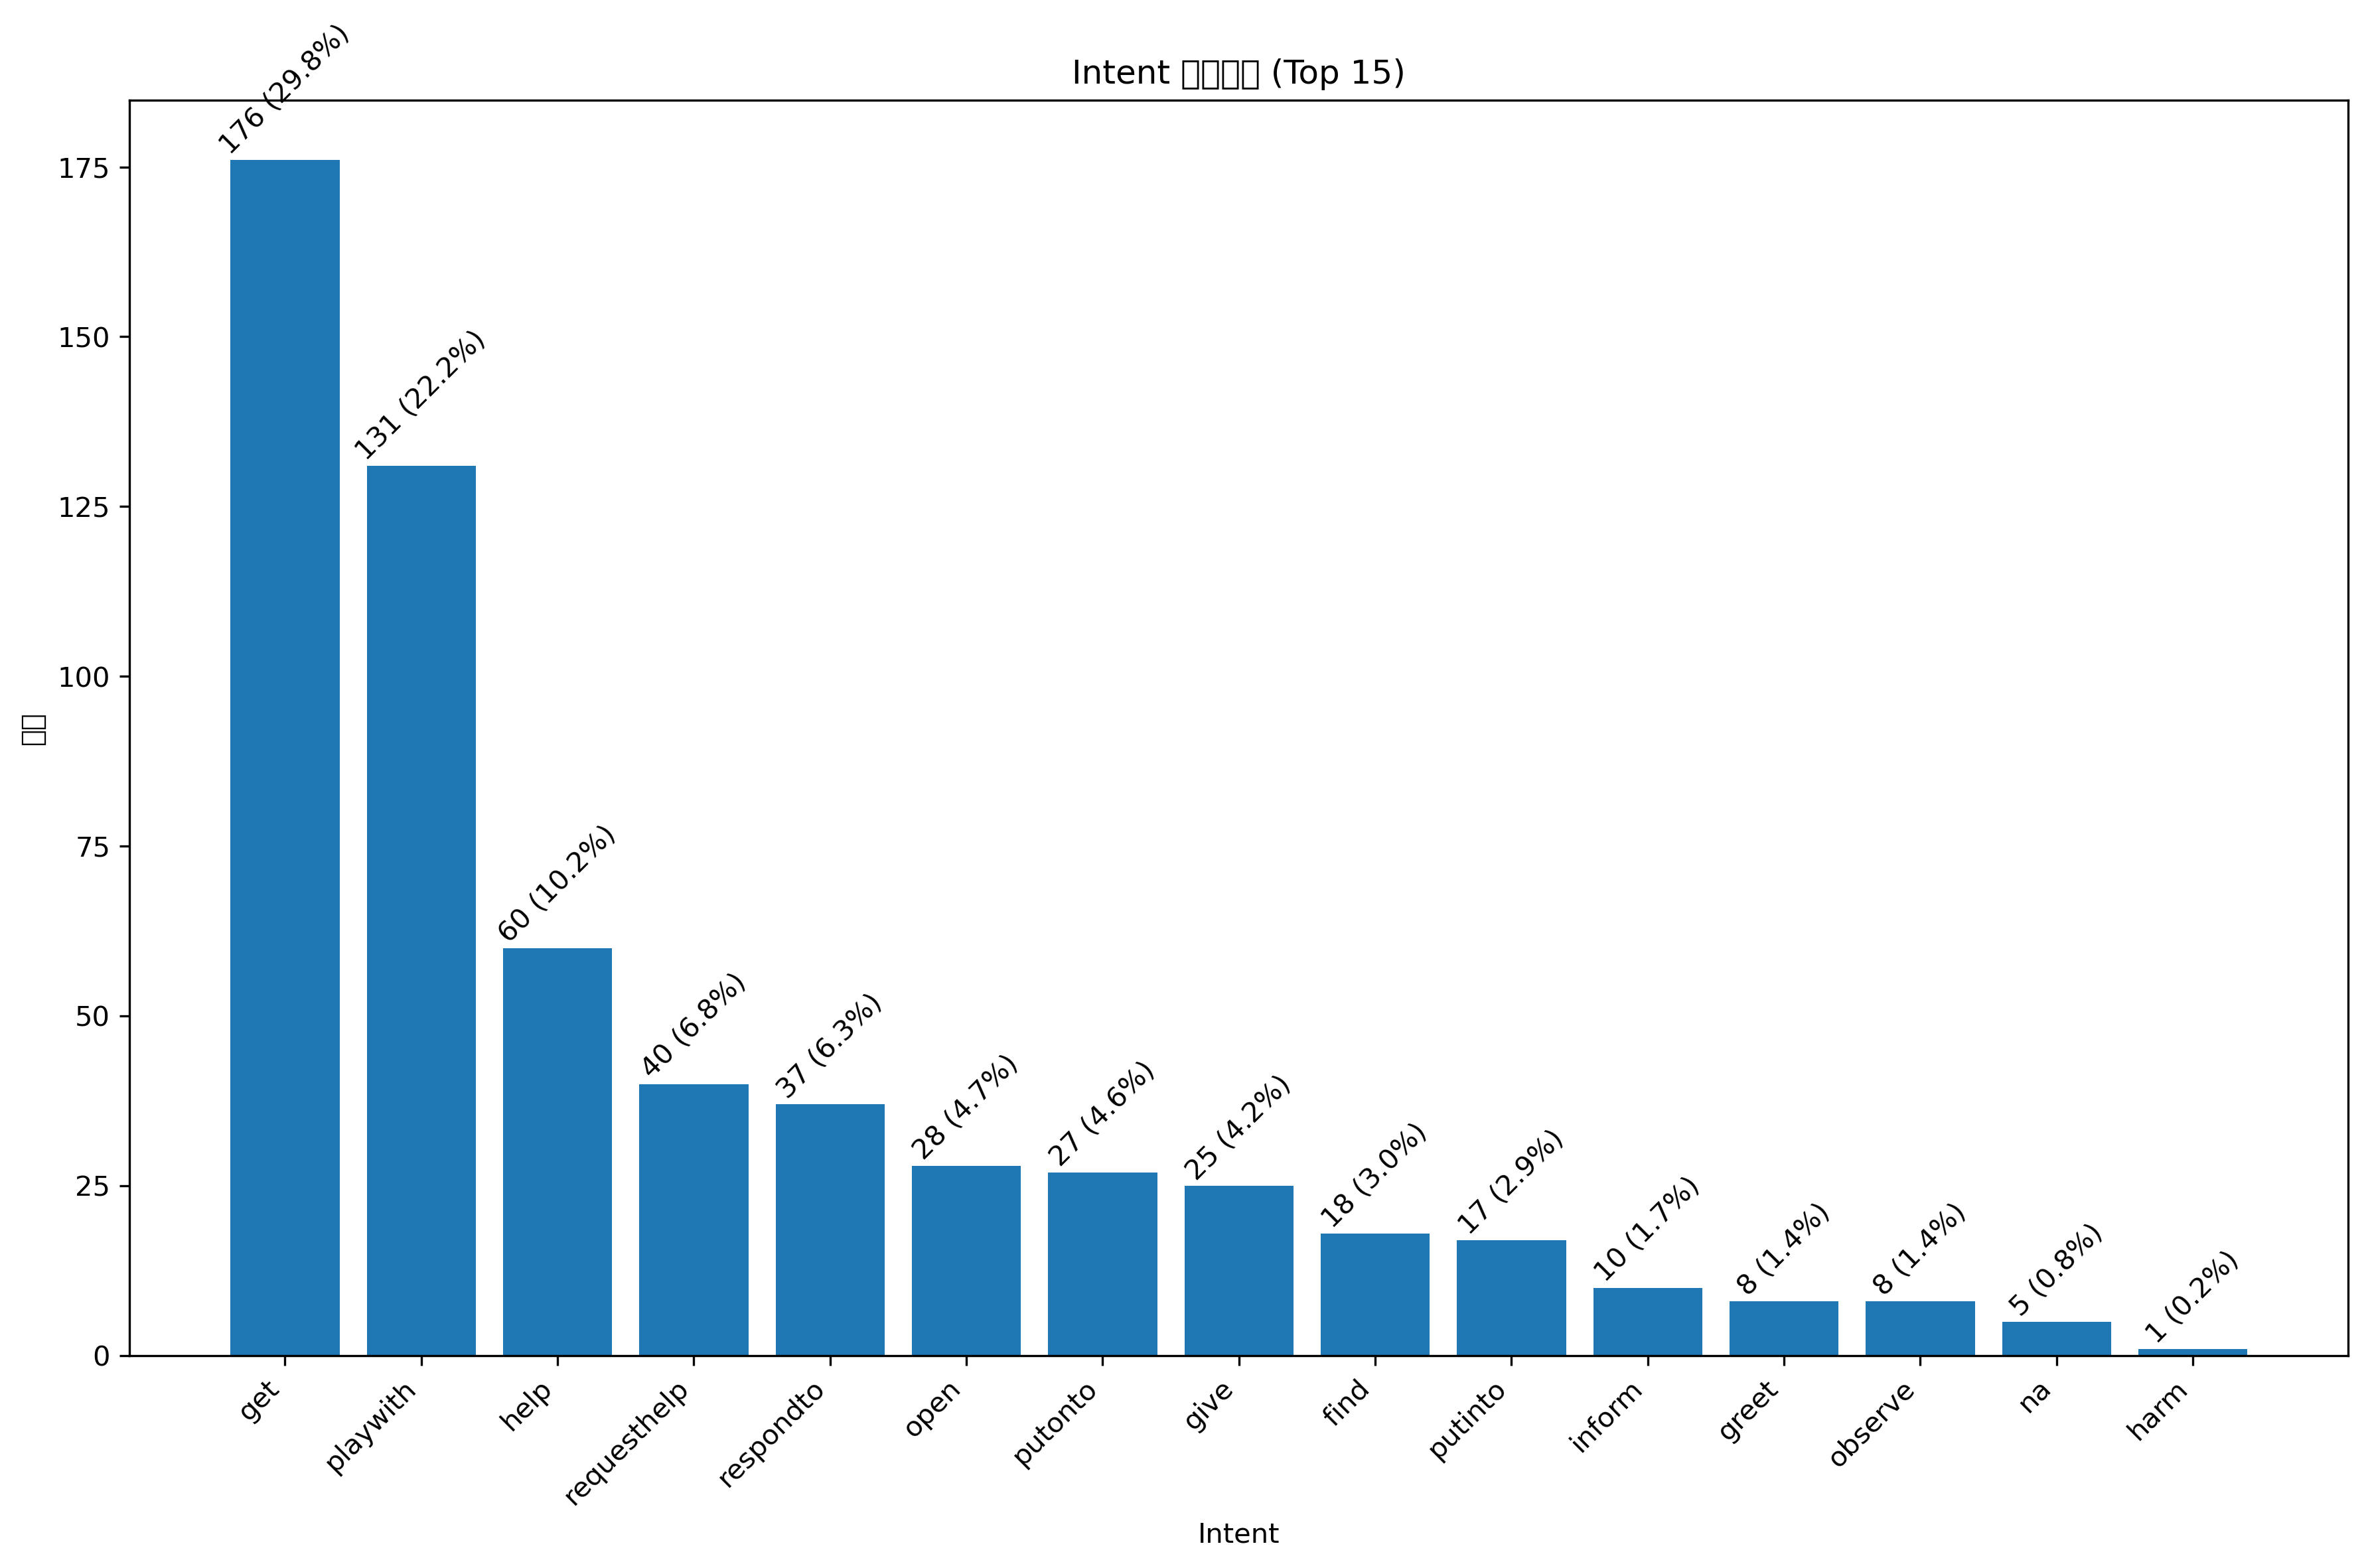 Intent □□□□ (Top 15)
176 (29.8%)
131 (22.2%)
60 (10.2%)
40 (6.8%)
37 (6.3%)
28 (4.7%)
27 (4.6%)
25 (4.2%)
18 (3.0%)
17 (2.9%)
10 (1.7%)
8 (1.4%)
8 (1.4%)
5 (0.8%)
1 (0.2%)
175
150
125
100
75
50
25
0
□□
get
playwith
help
requesthelp
respondto
open
putonto
give
find
putinto
inform
greet
observe
na
harm
Intent